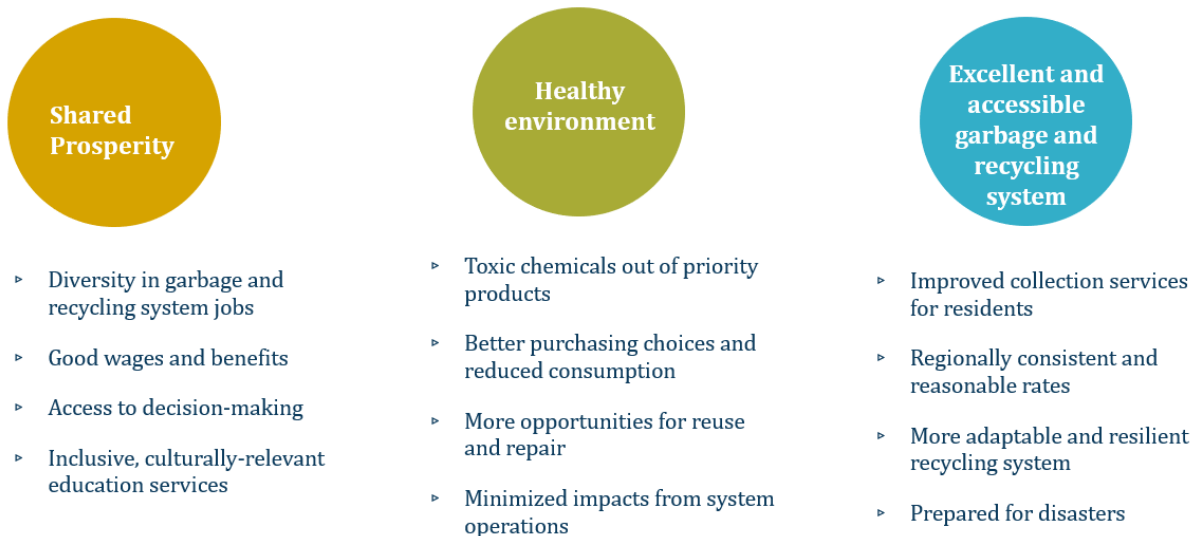 Shared
Prosperity
Diversity in garbage and
recycling system jobs
Good wages and benefits
Access to decision-making
Inclusive, culturally-relevant
education services
Healthy
environment
Toxic chemicals out of priority
products
Better purchasing choices and
reduced consumption
More opportunities for reuse
and repair
Minimized impacts from system
operations
Excellent and
accessible
garbage and
recycling
system
Improved collection services
for residents
Regionally consistent and
reasonable rates
More adaptable and resilient
recycling system
Prepared for disasters